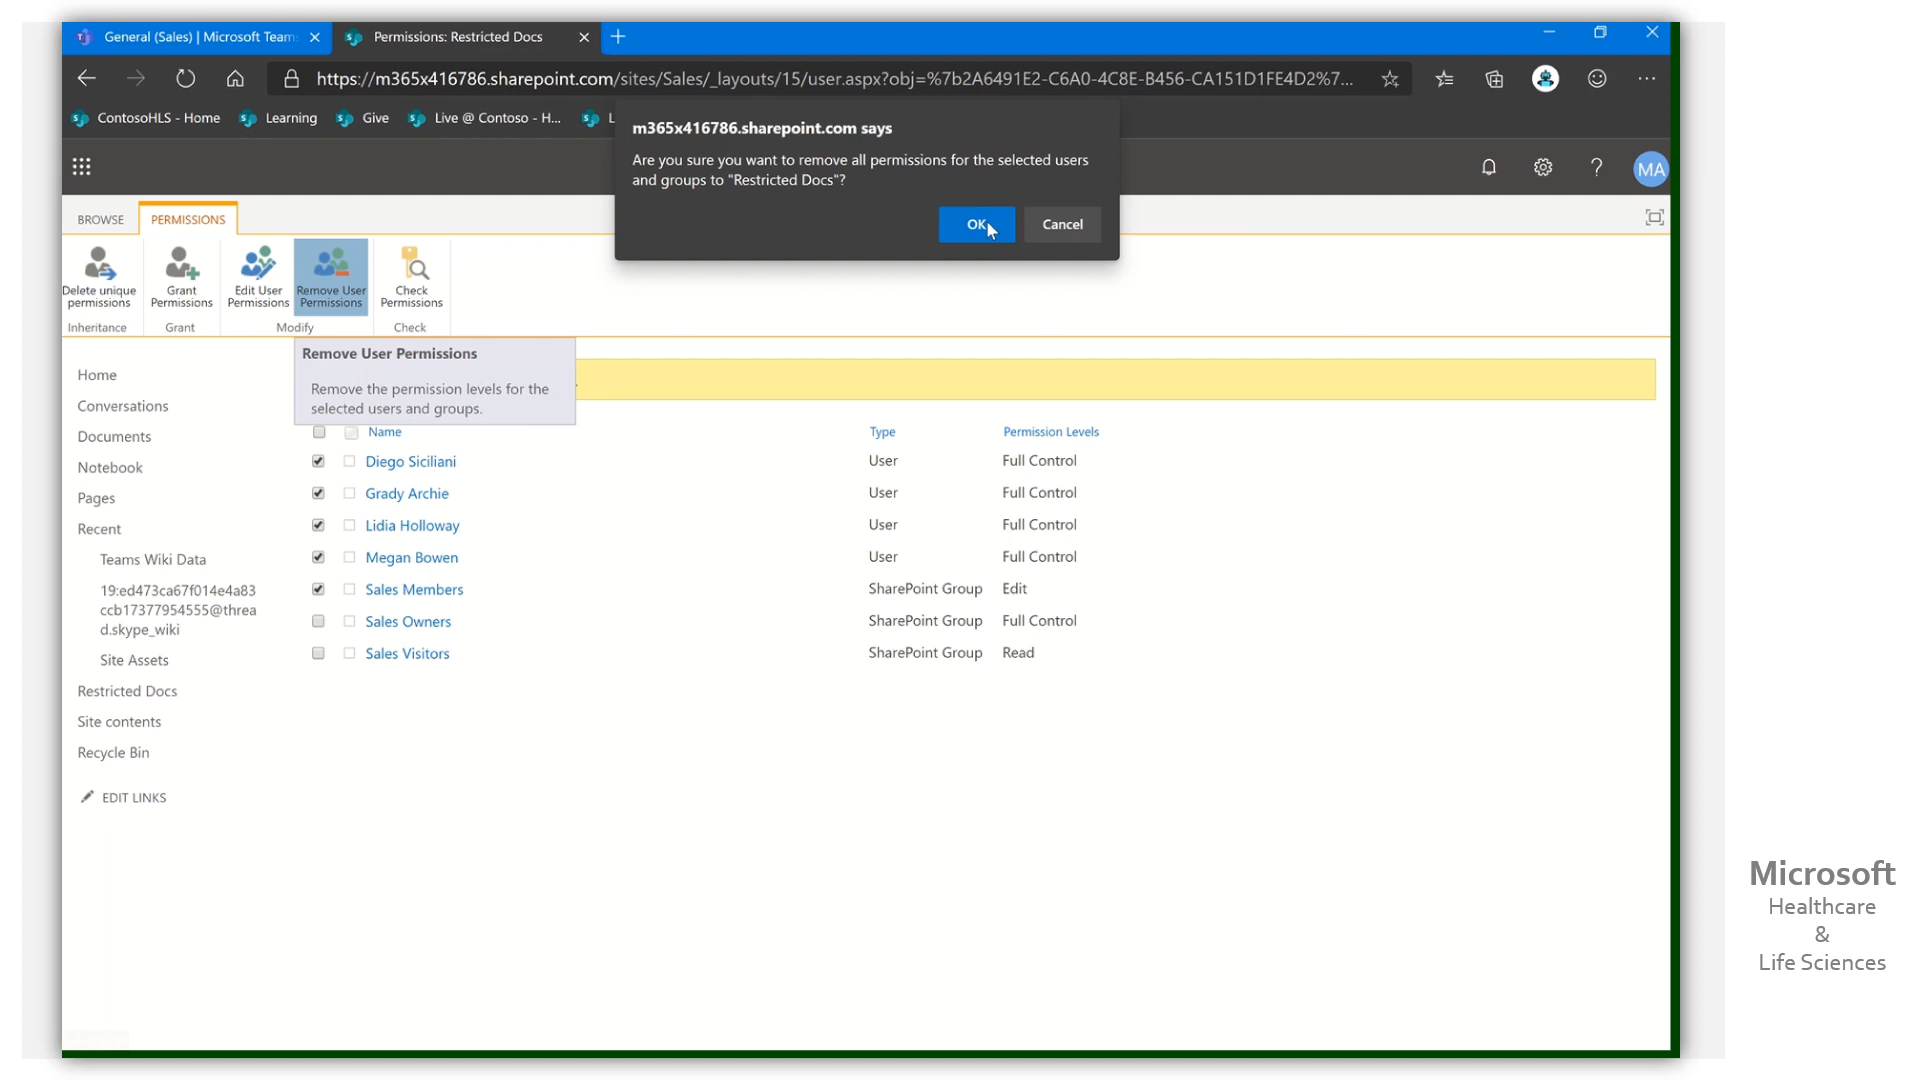 General (Sales) | Microsoft Team
Permissions: Restricted Docs
https://m365x416786.sharepoint.com/sites/Sales/_layouts/15/user.aspx?obj=%7b2A6491E2-C6A0-4C8E-B456-CA151D1FE4D2%7...
ContosoHLS - Home
Learning
Give
Live @ Contoso - H...
L
m365x416786.sharepoint.com says
Are you sure you want to remove all permissions for the selected users
and groups to "Restricted Docs"?
OK
Cancel
MA
BROWSE
PERMISSIONS
Delete unique
permissions
Grant
Permissions
Edit User
Permissions
Remove User
Permissions
Check
Permissions
Inheritance
Grant
Modify
Check
Remove User Permissions
Remove the permission levels for the
selected users and groups.
Home
Conversations
Documents
Notebook
Pages
Recent
Teams Wiki Data
19:ed473ca67f014e4a83
ccb17377954555@threa
d.skype_wiki
Site Assets
Restricted Docs
Site contents
Recycle Bin
EDIT LINKS
Name Type Permission Levels
Diego Siciliani User Full Control
Grady Archie User Full Control
Lidia Holloway User Full Control
Megan Bowen User Full Control
Sales Members SharePoint Group Edit
Sales Owners SharePoint Group Full Control
Sales Visitors SharePoint Group Read
Microsoft
Healthcare
&
Life Sciences